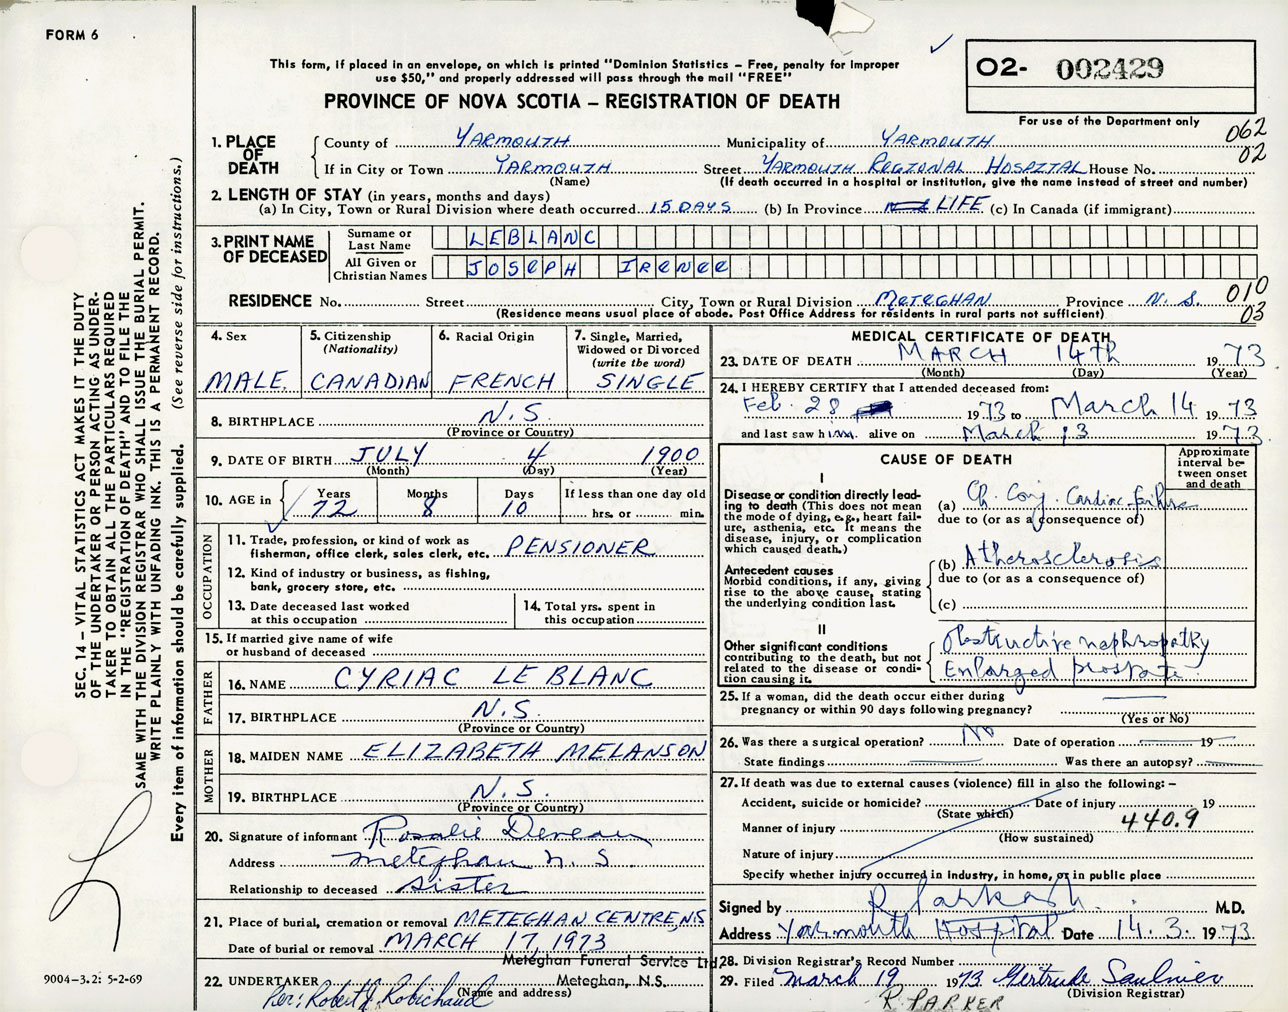 FORM 6
This form, if placed in an envelope, on which is printed "Dominion Statistics – Free, penalty for improper
use $50," and properly addressed will pass through the mail "FREE"
PROVINCE OF NOVA SCOTIA – REGISTRATION OF DEATH
02- 002429
For use of the Department only
062
02
1. PLACE OF DEATH
County of YARMOUTH Municipality of YARMOUTH
If in City or Town YARMOUTH Street YARMOUTH REGIONAL HOSPITAL House No.
(Name) (If death occurred in a hospital or institution, give the name instead of street and number)
2. LENGTH OF STAY (in years, months and days)
(a) In City, Town or Rural Division where death occurred 15 DAYS (b) In Province LIFE (c) In Canada (if immigrant)
3. PRINT NAME OF DECEASED
Surname or Last Name LEBLANC
All Given or Christian Names JOSEPH IRENEE
RESIDENCE No. Street City, Town or Rural Division METEGHAN Province N.S.
010
03
(Residence means usual place of abode. Post Office Address for residents in rural parts not sufficient)
4. Sex
MALE
5. Citizenship
(Nationality)
CANADIAN
6. Racial Origin
FRENCH
7. Single, Married,
Widowed or Divorced
(write the word)
SINGLE
8. BIRTHPLACE N.S.
(Province or Country)
9. DATE OF BIRTH JULY 4 1900
(Month) (Day) (Year)
10. AGE in
Years Months Days If less than one day old
72 8 10 hrs. or min.
OCCUPATION
11. Trade, profession, or kind of work as
fisherman, office clerk, sales clerk, etc. PENSIONER
12. Kind of industry or business, as fishing,
bank, grocery store, etc.
13. Date deceased last worked
at this occupation
14. Total yrs. spent in
this occupation
15. If married give name of wife
or husband of deceased
FATHER
16. NAME CYRIAC LE BLANC
17. BIRTHPLACE N.S.
(Province or Country)
MOTHER
18. MAIDEN NAME ELIZABETH MELANSON
19. BIRTHPLACE N.S.
(Province or Country)
20. Signature of informant Rosalie Deveau
Address Meteghan N.S.
Relationship to deceased Sister
21. Place of burial, cremation or removal METEGHAN CENTRE, N.S
Date of burial or removal MARCH 17, 1973
Meteghan Funeral Service Ltd.
22. UNDERTAKER Meteghan, N.S.
(Name and address)
Per: Robert J Robichaud
MEDICAL CERTIFICATE OF DEATH
23. DATE OF DEATH MARCH 14th 1973
(Month) (Day) (Year)
24. I HEREBY CERTIFY that I attended deceased from:
Feb. 28 1973 to March 14 1973
and last saw him alive on March 13 1973
CAUSE OF DEATH
Approximate interval between onset and death
I
Disease or condition directly lead-
ing to death (This does not mean
the mode of dying, e.g., heart fail-
ure, asthenia, etc. It means the
disease, injury, or complication
which caused death.)
(a) Ch. Conj. Cardiac failure
due to (or as a consequence of)
Antecedent causes
Morbid conditions, if any, giving
rise to the above cause, stating
the underlying condition last.
(b) Atherosclerosis
due to (or as a consequence of)
(c)
II
Other significant conditions
contributing to the death, but not
related to the disease or condi-
tion causing it.
Obstructive nephropathy
Enlarged prostate
25. If a woman, did the death occur either during
pregnancy or within 90 days following pregnancy?
(Yes or No)
26. Was there a surgical operation? No Date of operation 19
State findings Was there an autopsy?
27. If death was due to external causes (violence) fill in also the following: –
Accident, suicide or homicide? Date of injury 19
(State which)
Manner of injury 440.9
(How sustained)
Nature of injury
Specify whether injury occurred in industry, in home, or in public place
Signed by R Parkash M.D.
Address Yarmouth Hospital Date 14. 3. 1973
28. Division Registrar's Record Number
29. Filed March 19 1973 Gertrude Saulnier
(Division Registrar)
R. PARKER
SEC. 14 – VITAL STATISTICS ACT MAKES IT THE DUTY
OF THE UNDERTAKER OR PERSON ACTING AS UNDER-
TAKER TO OBTAIN ALL THE PARTICULARS REQUIRED
IN THE "REGISTRATION OF DEATH" AND TO FILE THE
SAME WITH THE DIVISION REGISTRAR WHO SHALL ISSUE THE BURIAL PERMIT.
WRITE PLAINLY WITH UNFADING INK. THIS IS A PERMANENT RECORD.
Every item of information should be carefully supplied. (See reverse side for instructions.)
9004–3.2: 5-2-69